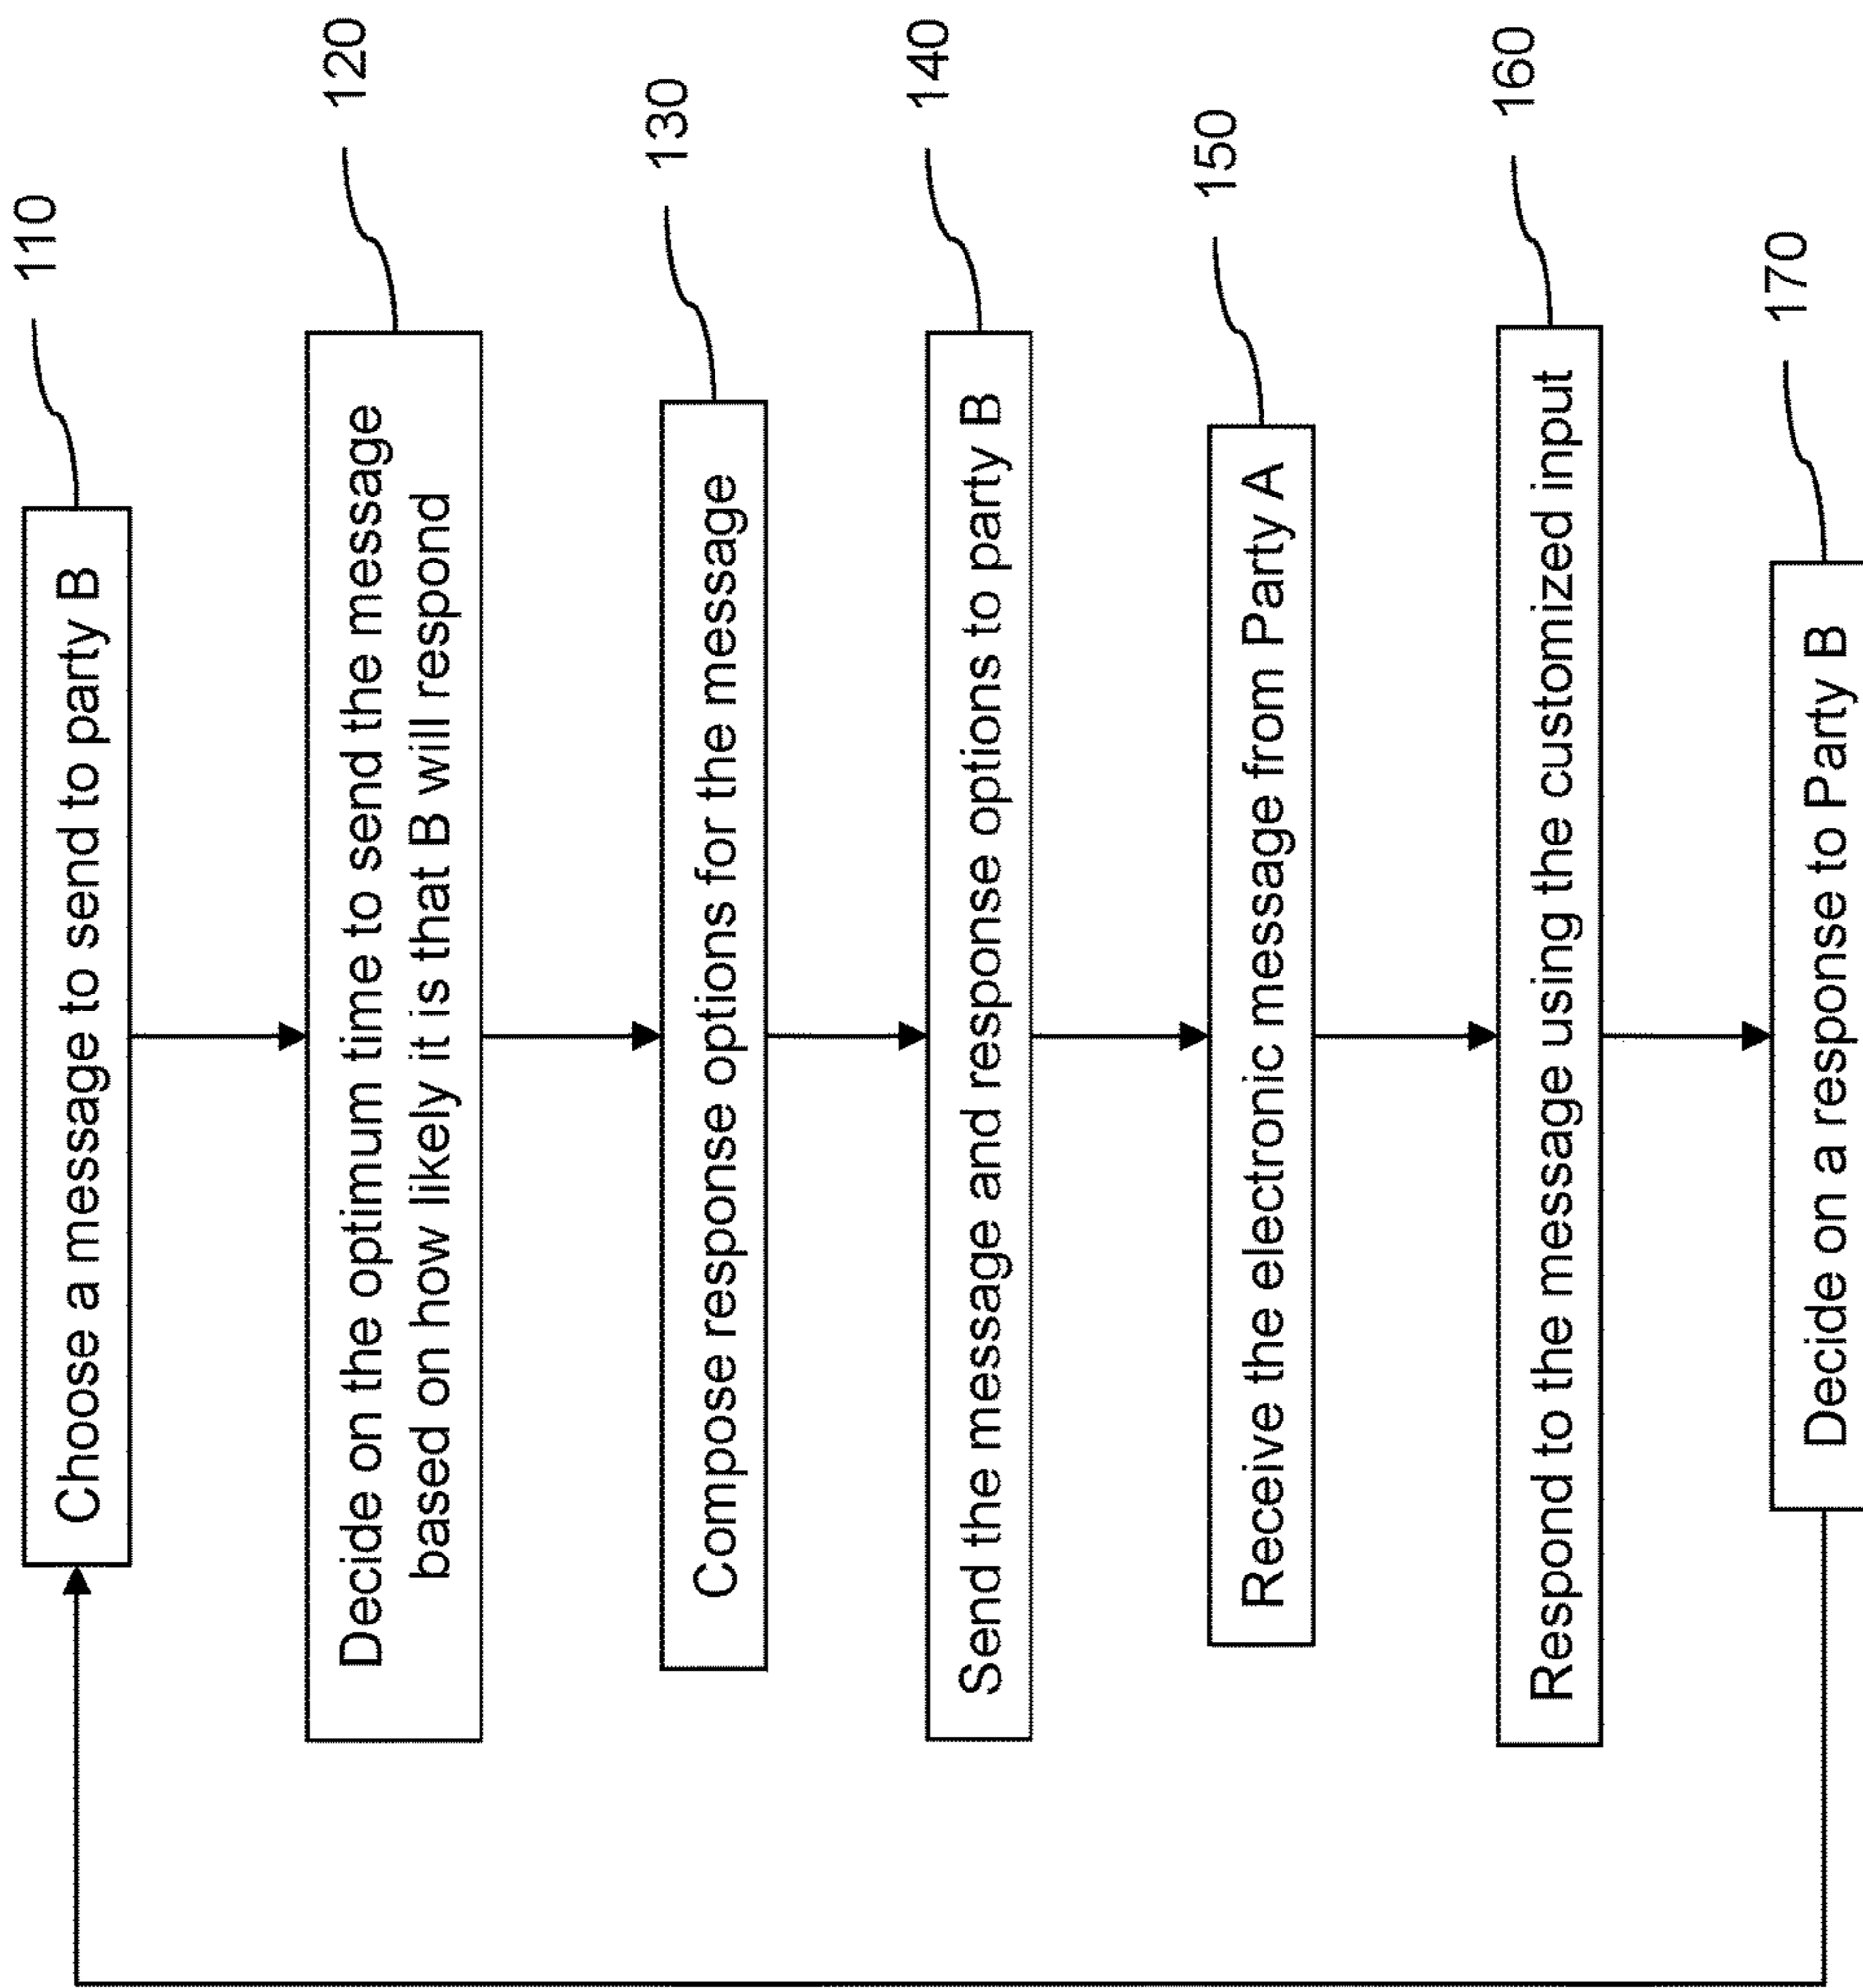 110
Choose a message to send to party B
120
Decide on the optimum time to send the message
based on how likely it is that B will respond
130
Compose response options for the message
140
Send the message and response options to party B
150
Receive the electronic message from Party A
160
Respond to the message using the customized input
170
Decide on a response to Party B